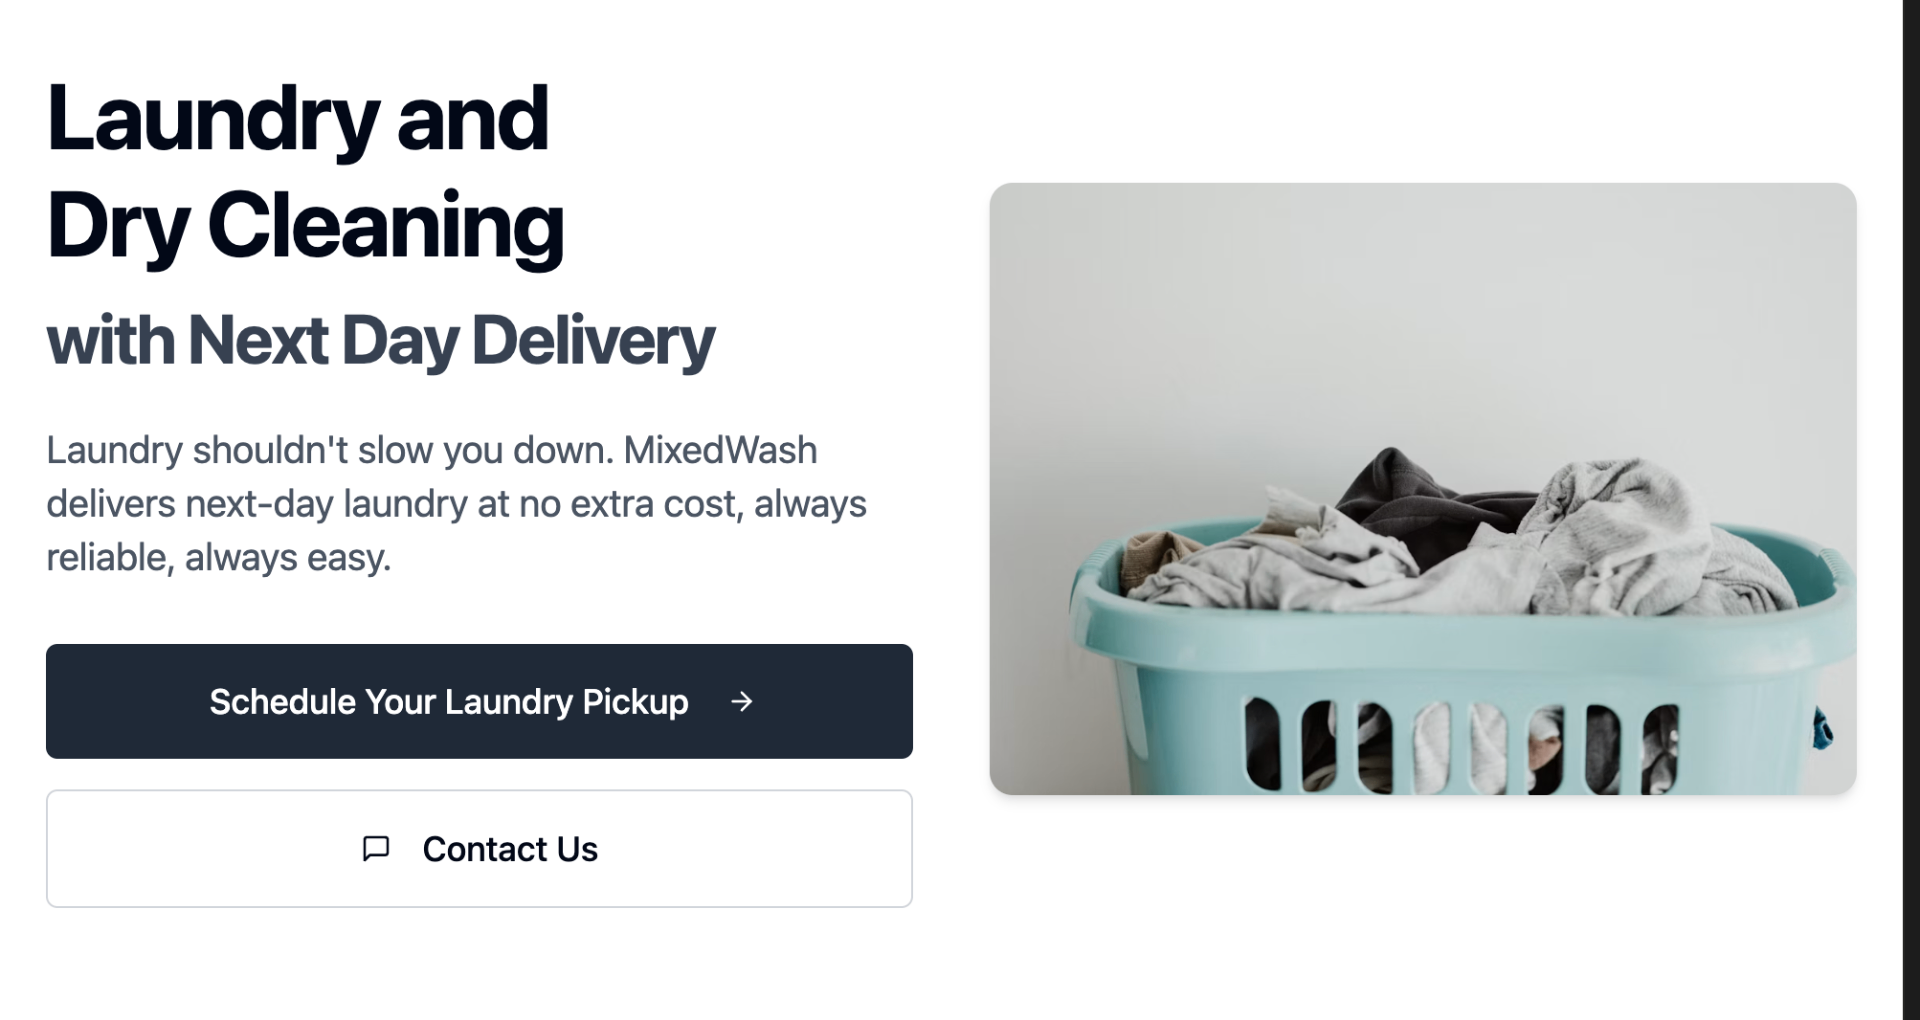 Laundry and
Dry Cleaning
with Next Day Delivery
Laundry shouldn't slow you down. MixedWash
delivers next-day laundry at no extra cost, always
reliable, always easy.
Schedule Your Laundry Pickup →
Contact Us